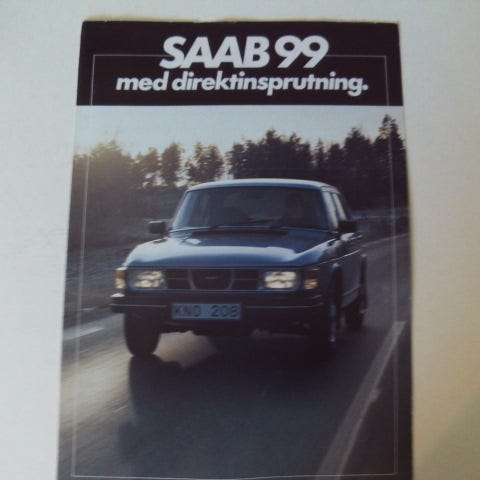 SAAB 99
med direktinsprutning.
KNO 208